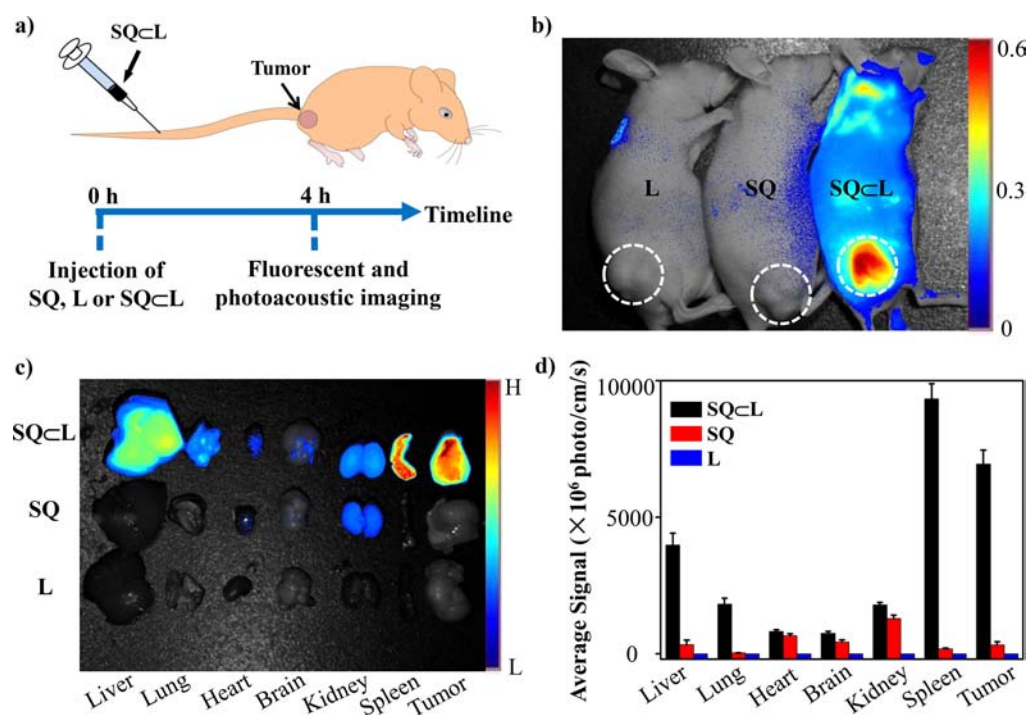 a)
SQ⊂L
Tumor
0 h
4 h
Timeline
Injection of
SQ, L or SQ⊂L
Fluorescent and
photoacoustic imaging
b)
L
SQ
SQ⊂L
0.6
0.3
0
c)
SQ⊂L
SQ
L
H
L
Liver
Lung
Heart
Brain
Kidney
Spleen
Tumor
d)
Average Signal (×10⁶ photo/cm/s)
10000
5000
0
SQ⊂L
SQ
L
Liver
Lung
Heart
Brain
Kidney
Spleen
Tumor